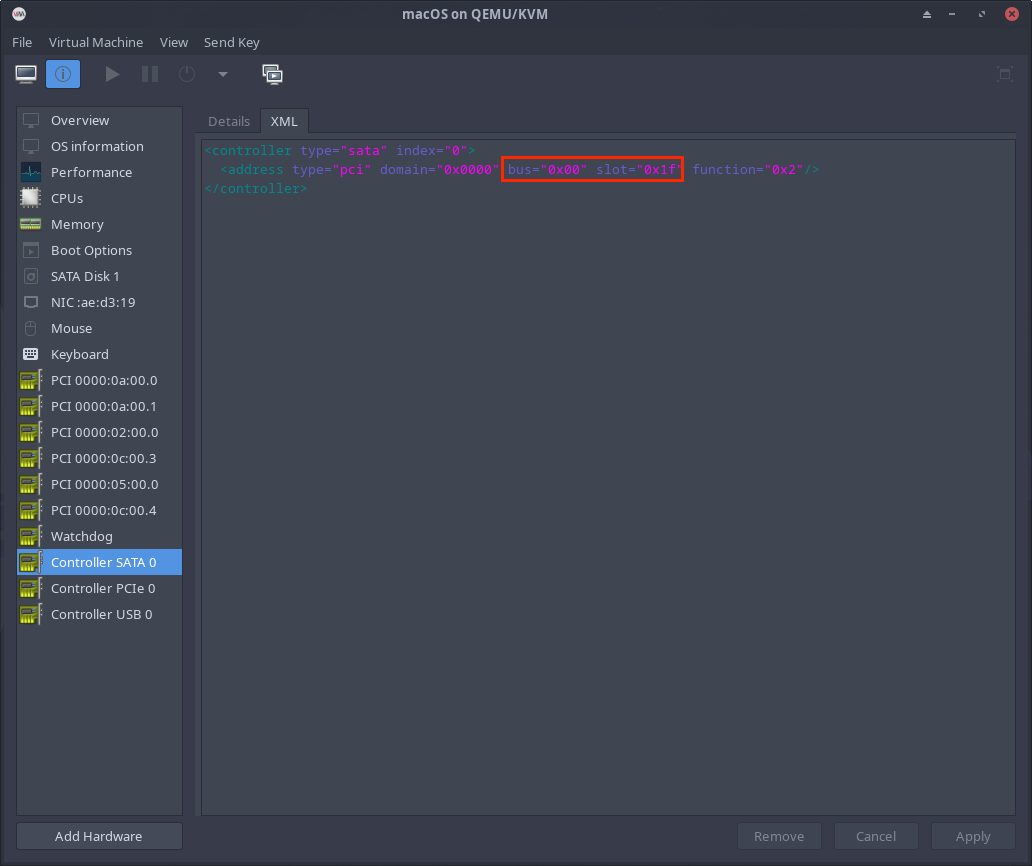 macOS on QEMU/KVM
File Virtual Machine View Send Key
Details XML
Overview
OS information
Performance
CPUs
Memory
Boot Options
SATA Disk 1
NIC :ae:d3:19
Mouse
Keyboard
PCI 0000:0a:00.0
PCI 0000:0a:00.1
PCI 0000:02:00.0
PCI 0000:0c:00.3
PCI 0000:05:00.0
PCI 0000:0c:00.4
Watchdog
Controller SATA 0
Controller PCIe 0
Controller USB 0
<controller type="sata" index="0">
<address type="pci" domain="0x0000" bus="0x00" slot="0x1f" function="0x2"/>
</controller>
Add Hardware
Remove Cancel Apply